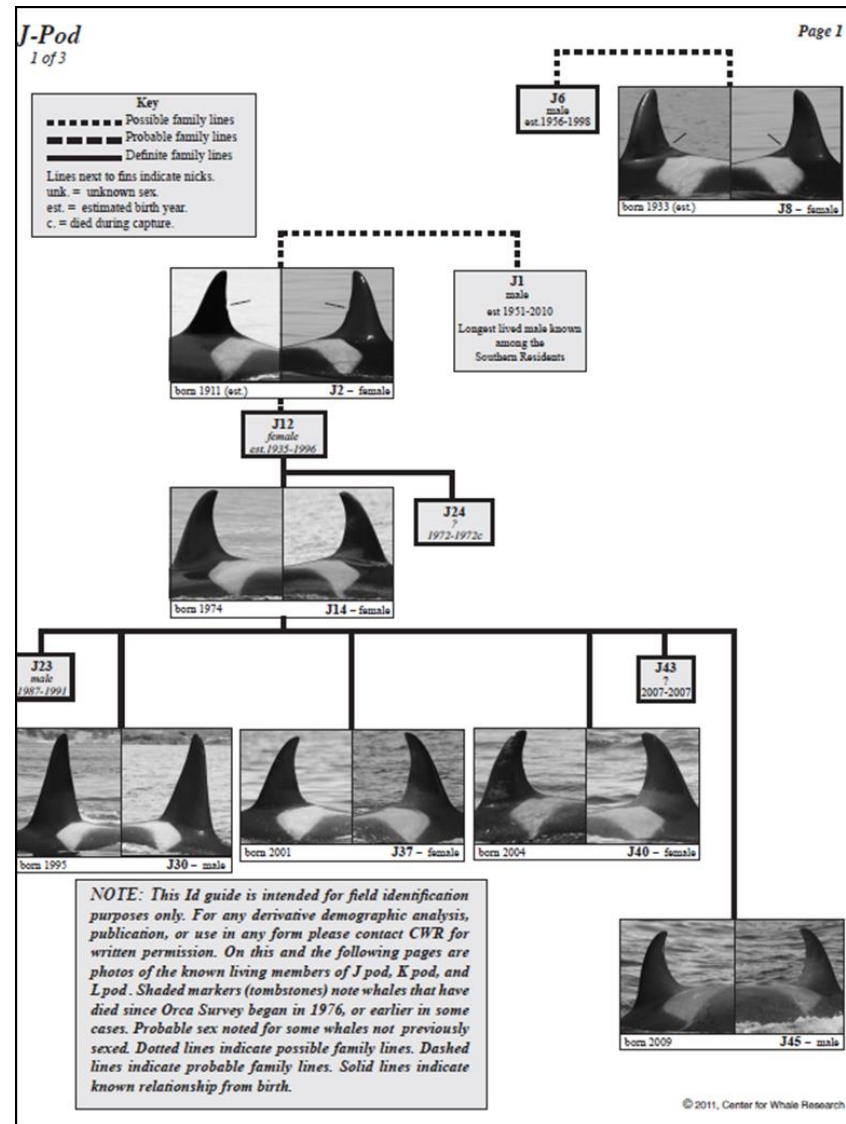 J-Pod
1 of 3
Page 1
Key
Possible family lines
Probable family lines
Definite family lines
Lines next to fins indicate nicks.
unk. = unknown sex.
est. = estimated birth year.
c. = died during capture.
J6
male
est.1956-1998
born 1933 (est.)
J8 – female
J1
male
est 1951-2010
Longest lived male known
among the
Southern Residents
born 1911 (est.)
J2 – female
J12
female
est.1935-1996
J24
?
1972-1972c
born 1974
J14 – female
J23
male
1987-1991
J43
?
2007-2007
born 1995
J30 – male
born 2001
J37 – female
born 2004
J40 – female
NOTE: This Id guide is intended for field identification
purposes only. For any derivative demographic analysis,
publication, or use in any form please contact CWR for
written permission. On this and the following pages are
photos of the known living members of J pod, K pod, and
L pod . Shaded markers (tombstones) note whales that have
died since Orca Survey began in 1976, or earlier in some
cases. Probable sex noted for some whales not previously
sexed. Dotted lines indicate possible family lines. Dashed
lines indicate probable family lines. Solid lines indicate
known relationship from birth.
born 2009
J45 – male
© 2011, Center for Whale Research